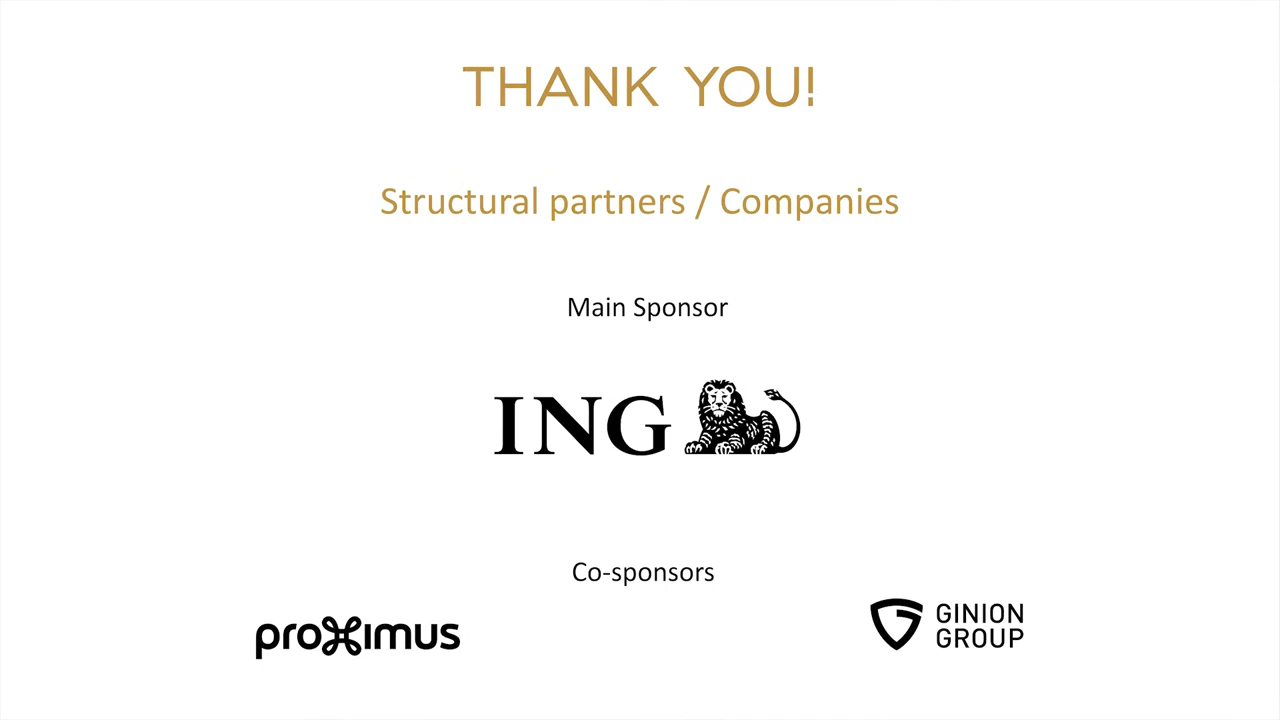 THANK YOU!
Structural partners / Companies
Main Sponsor
ING
Co-sponsors
proximus
GINION
GROUP